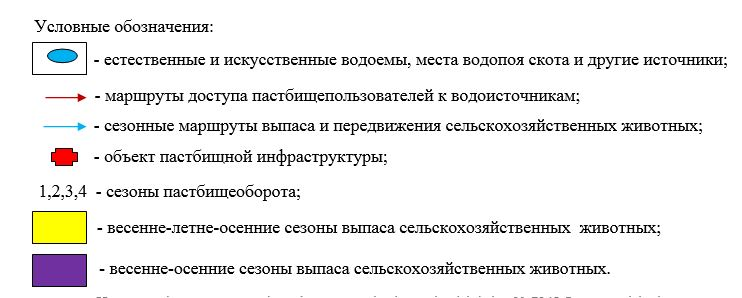 Условные обозначения:
- естественные и искусственные водоемы, места водопоя скота и другие источники;
- маршруты доступа пастбищепользователей к водоисточникам;
- сезонные маршруты выпаса и передвижения сельскохозяйственных животных;
- объект пастбищной инфраструктуры;
1,2,3,4 - сезоны пастбищеоборота;
- весенне-летне-осенние сезоны выпаса сельскохозяйственных животных;
- весенне-осенние сезоны выпаса сельскохозяйственных животных.